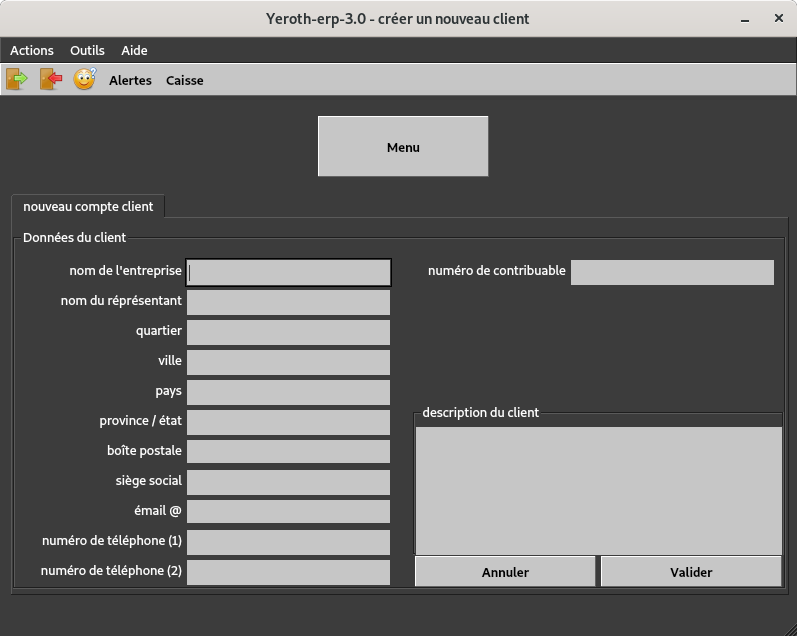 Yeroth-erp-3.0 - créer un nouveau client
Actions Outils Aide
Alertes Caisse
Menu
nouveau compte client
Données du client
nom de l'entreprise
numéro de contribuable
nom du réprésentant
quartier
ville
pays
province / état
description du client
boîte postale
siège social
émail @
numéro de téléphone (1)
numéro de téléphone (2)
Annuler Valider